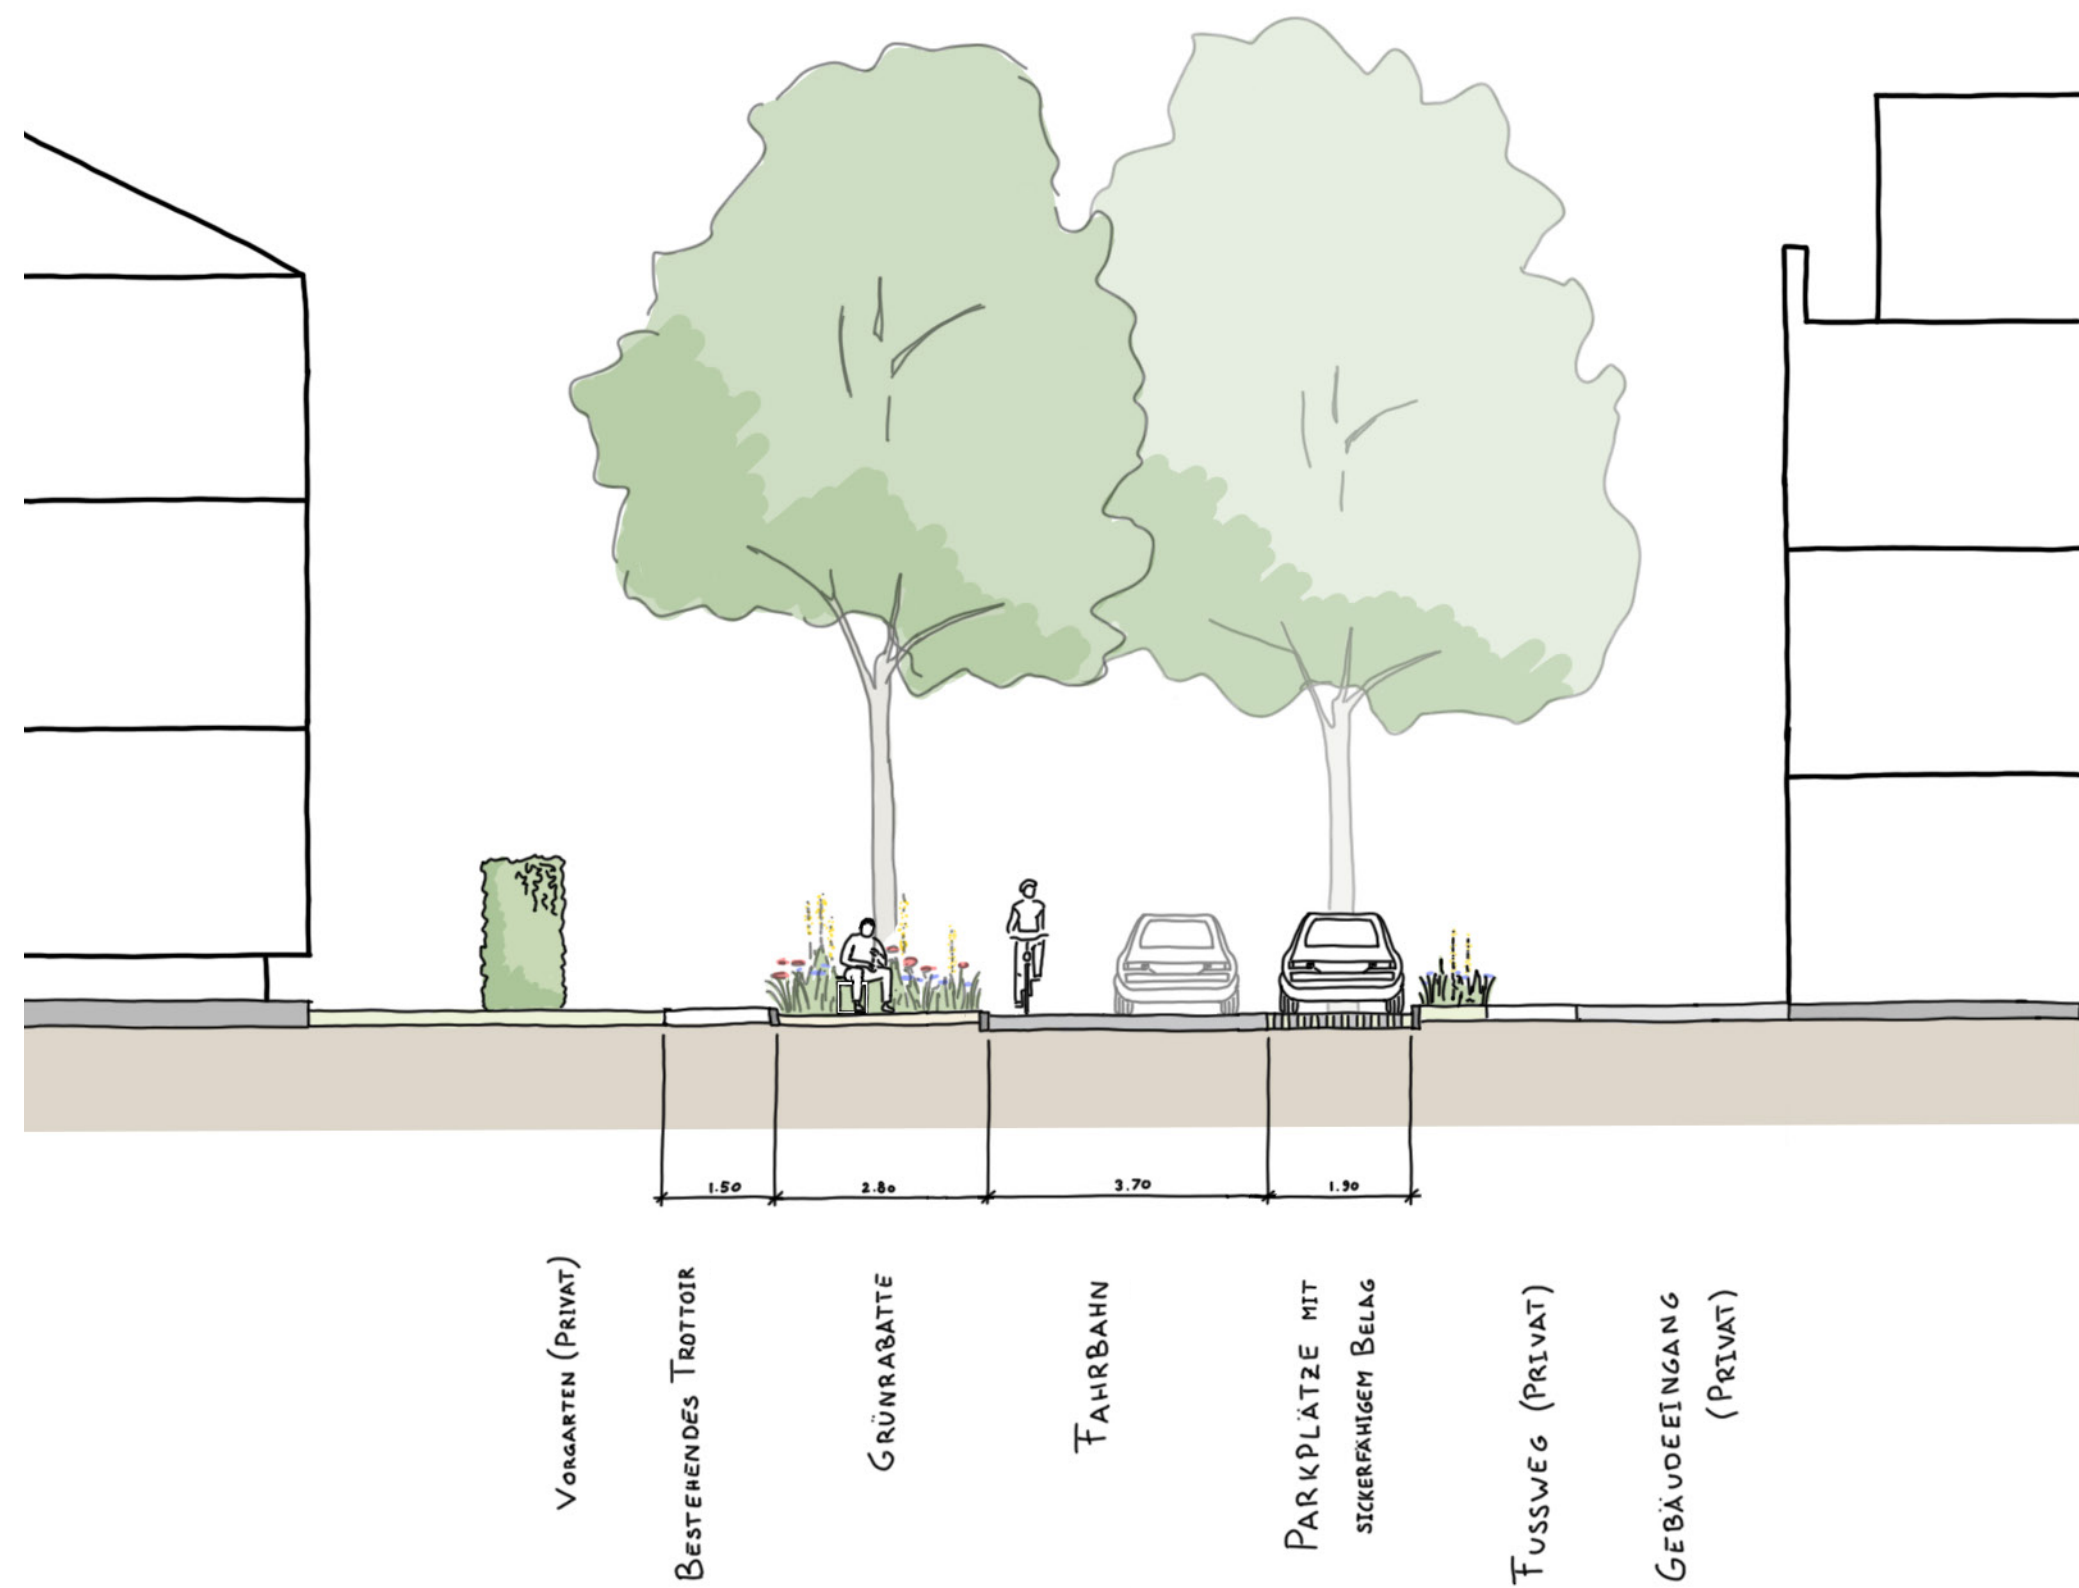 1.50
2.80
3.70
1.90
VORGARTEN (PRIVAT)
BESTEHENDES TROTTOIR
GRÜNRABATTE
FAHRBAHN
PARKPLÄTZE MIT
SICKERFÄHIGEM BELAG
FUSSWEG (PRIVAT)
GEBÄUDEEINGANG
(PRIVAT)